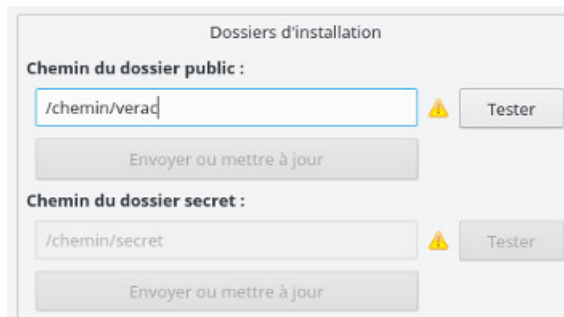 Dossiers d'installation
Chemin du dossier public :
/chemin/verac
Tester
Envoyer ou mettre à jour
Chemin du dossier secret :
/chemin/secret
Tester
Envoyer ou mettre à jour